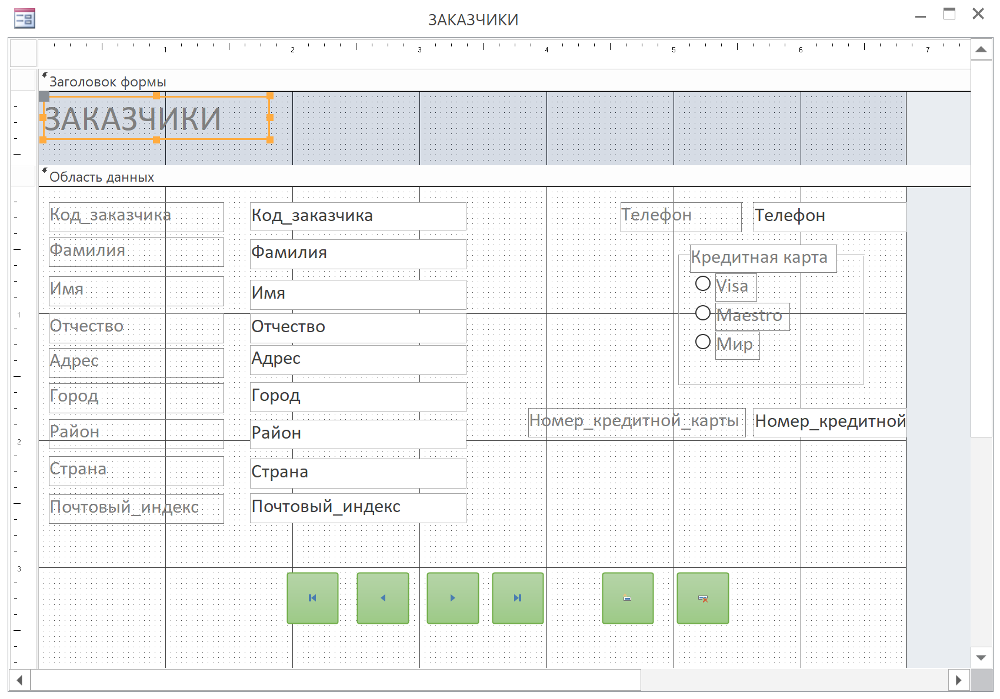 ЗАКАЗЧИКИ
1 2 3 4 5 6 7
Заголовок формы
ЗАКАЗЧИКИ
Область данных
Код_заказчика Код_заказчика Телефон Телефон
Фамилия Фамилия
Кредитная карта
Имя Имя
Visa
1
Отчество Отчество
Maestro
Адрес Адрес
Мир
Город Город
Номер_кредитной_карты Номер_кредитной
Район Район
2
Страна Страна
Почтовый_индекс Почтовый_индекс
3